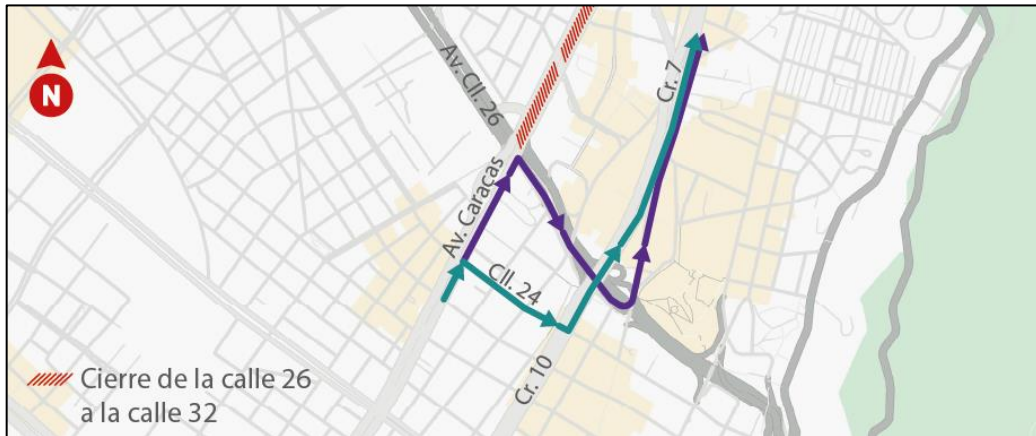 N
Av. Cll. 26
Cr. 7
Av. Caracas
Cll. 24
Cr. 10
Cierre de la calle 26
a la calle 32